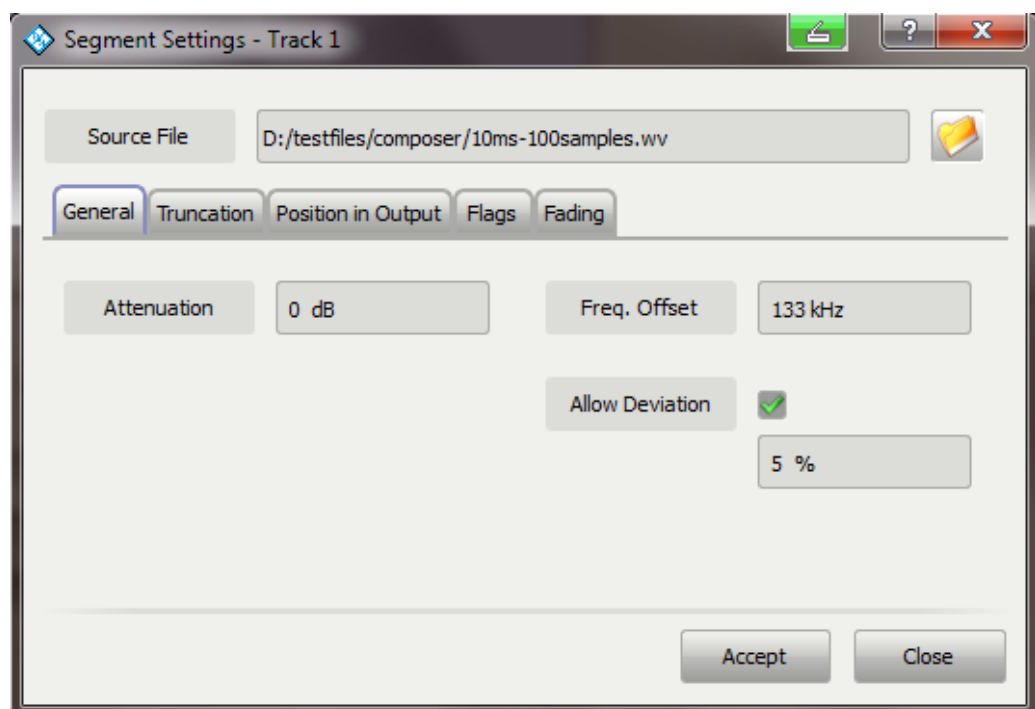 Segment Settings - Track 1
?
Source File
D:/testfiles/composer/10ms-100samples.wv
General Truncation Position in Output Flags Fading
Attenuation 0 dB Freq. Offset 133 kHz
Allow Deviation
5 %
Accept Close